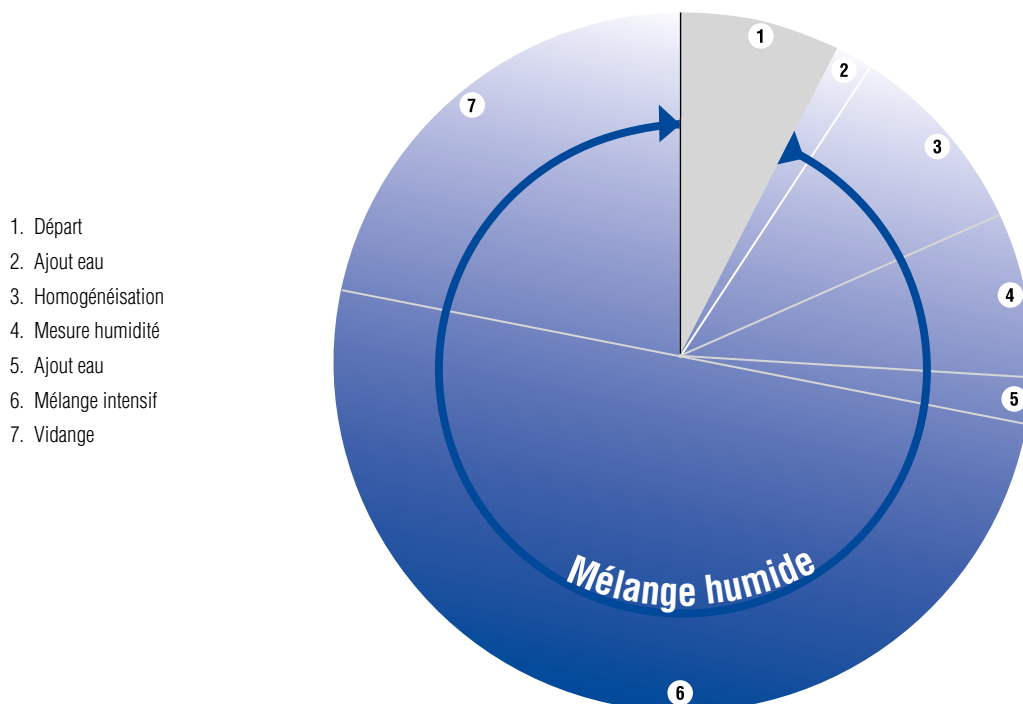 1. Départ
2. Ajout eau
3. Homogénéisation
4. Mesure humidité
5. Ajout eau
6. Mélange intensif
7. Vidange
1
2
3
4
5
6
7
Mélange humide